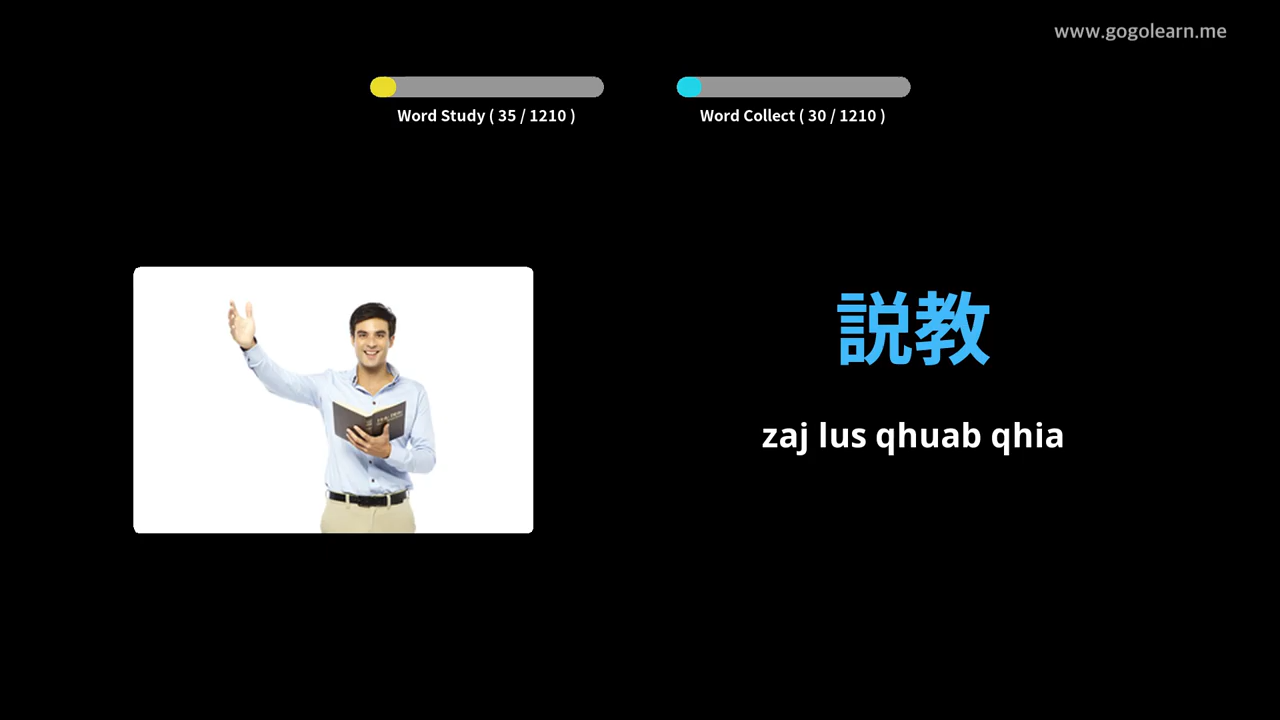 www.gogolearn.me
Word Study ( 35 / 1210 )
Word Collect ( 30 / 1210 )
説教
zaj lus qhuab qhia